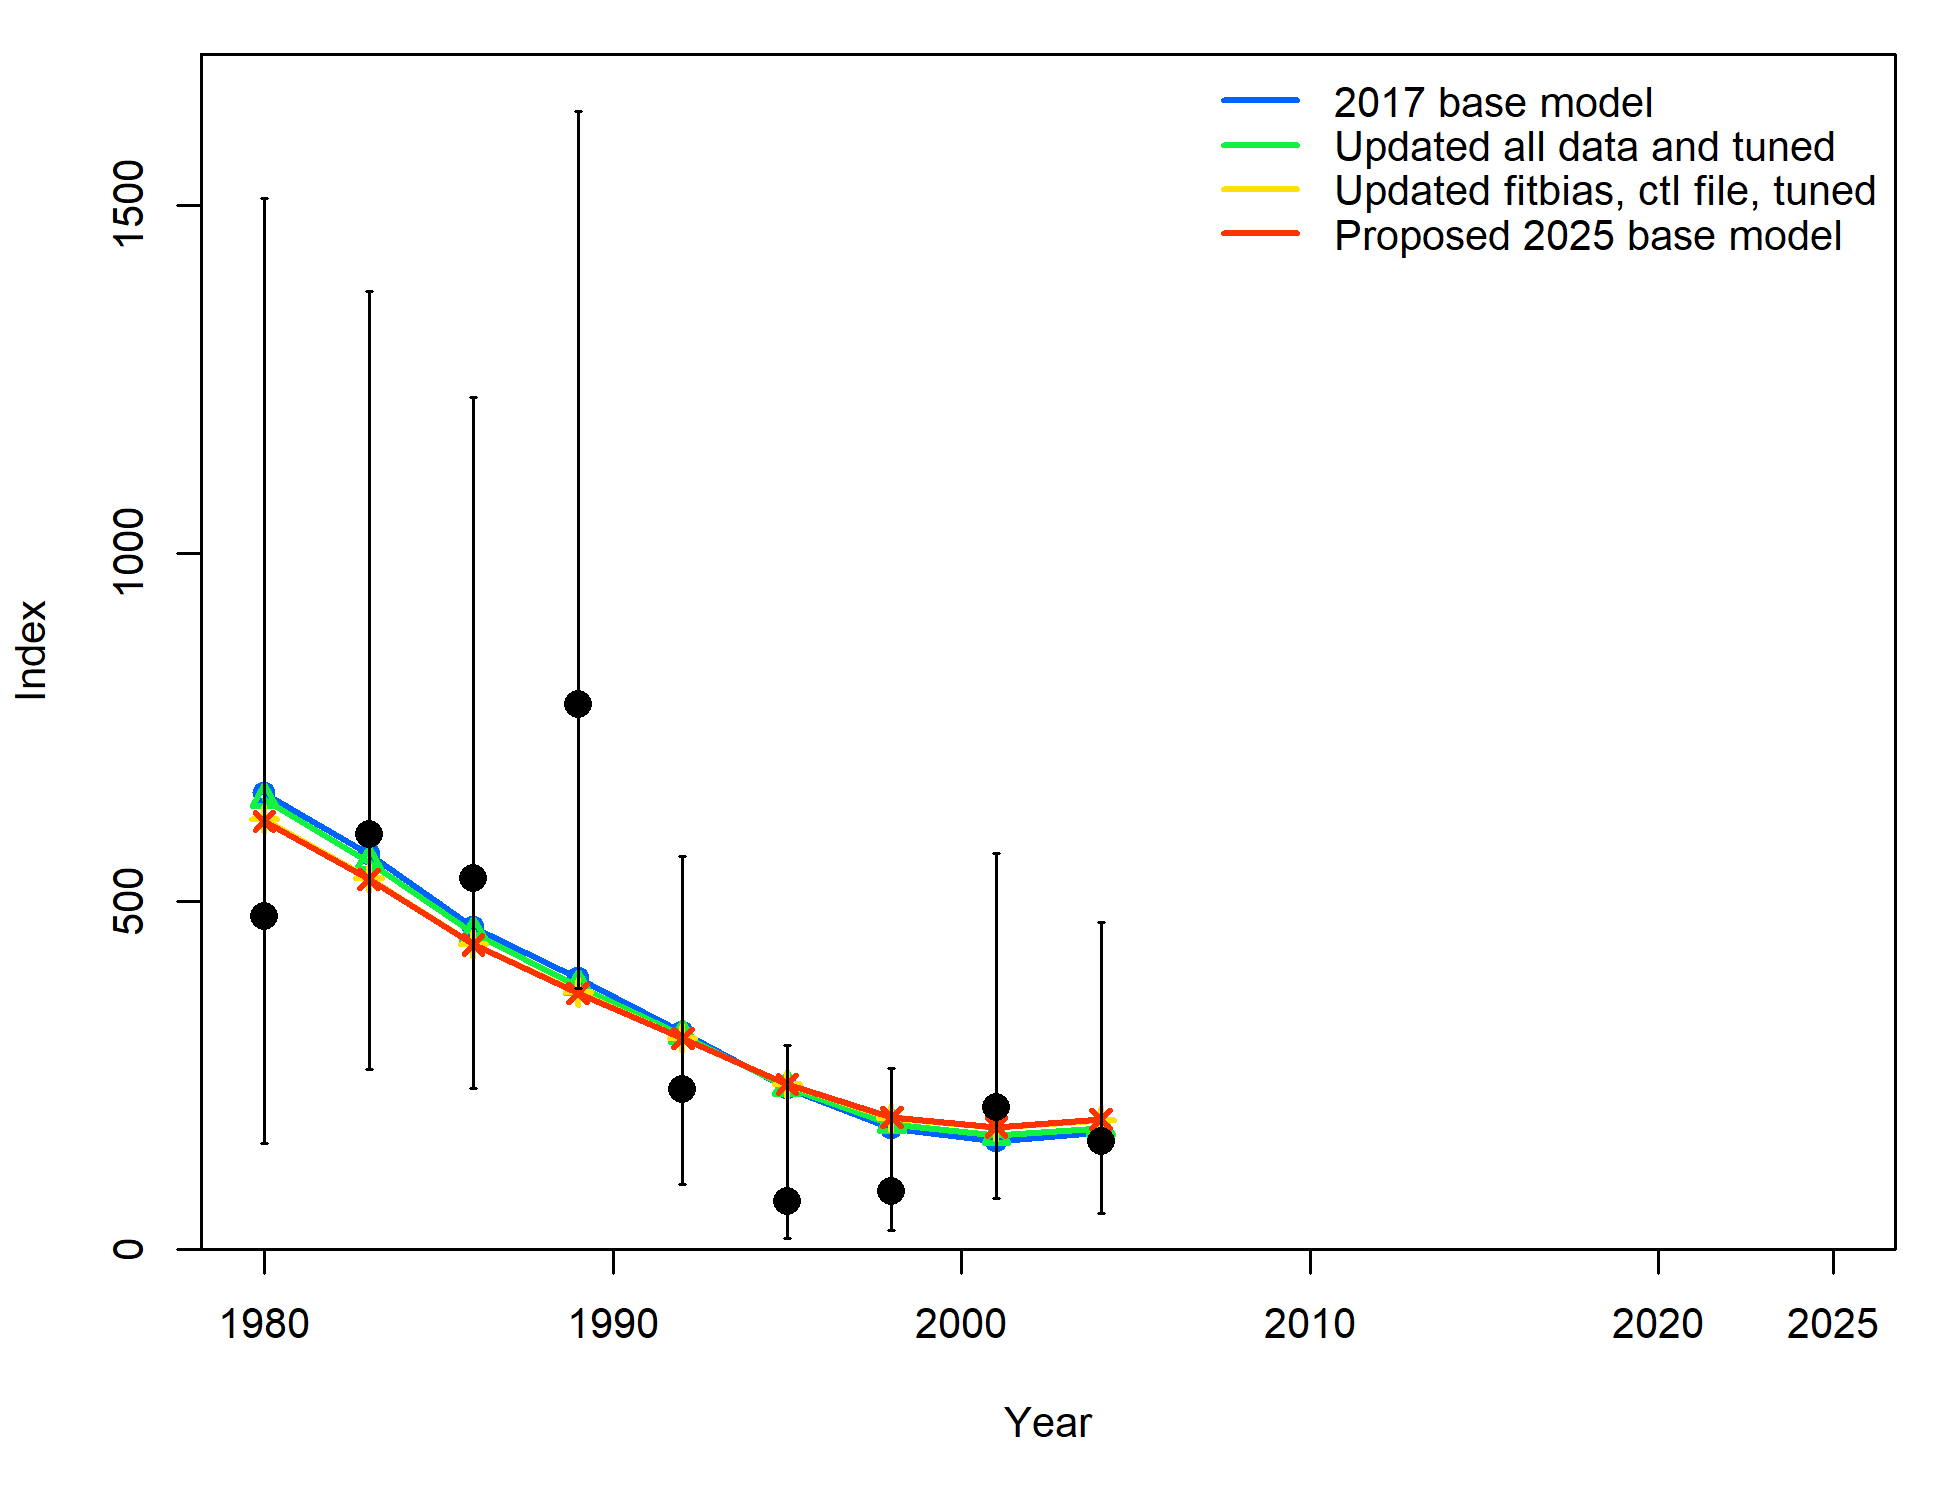 2017 base model
Updated all data and tuned
Updated fitbias, ctl file, tuned
Proposed 2025 base model
1500
1000
500
0
Index
1980 1990 2000 2010 2020 2025
Year